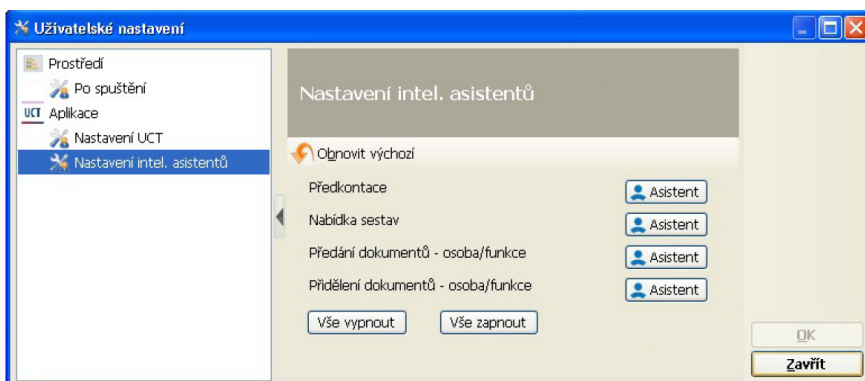 Uživatelské nastavení
Prostředí
Po spuštění
UCT Aplikace
Nastavení UCT
Nastavení intel. asistentů
Nastavení intel. asistentů
Obnovit výchozí
Předkontace Asistent
Nabídka sestav Asistent
Předání dokumentů - osoba/funkce Asistent
Přidělení dokumentů - osoba/funkce Asistent
Vše vypnout Vše zapnout
OK
Zavřít